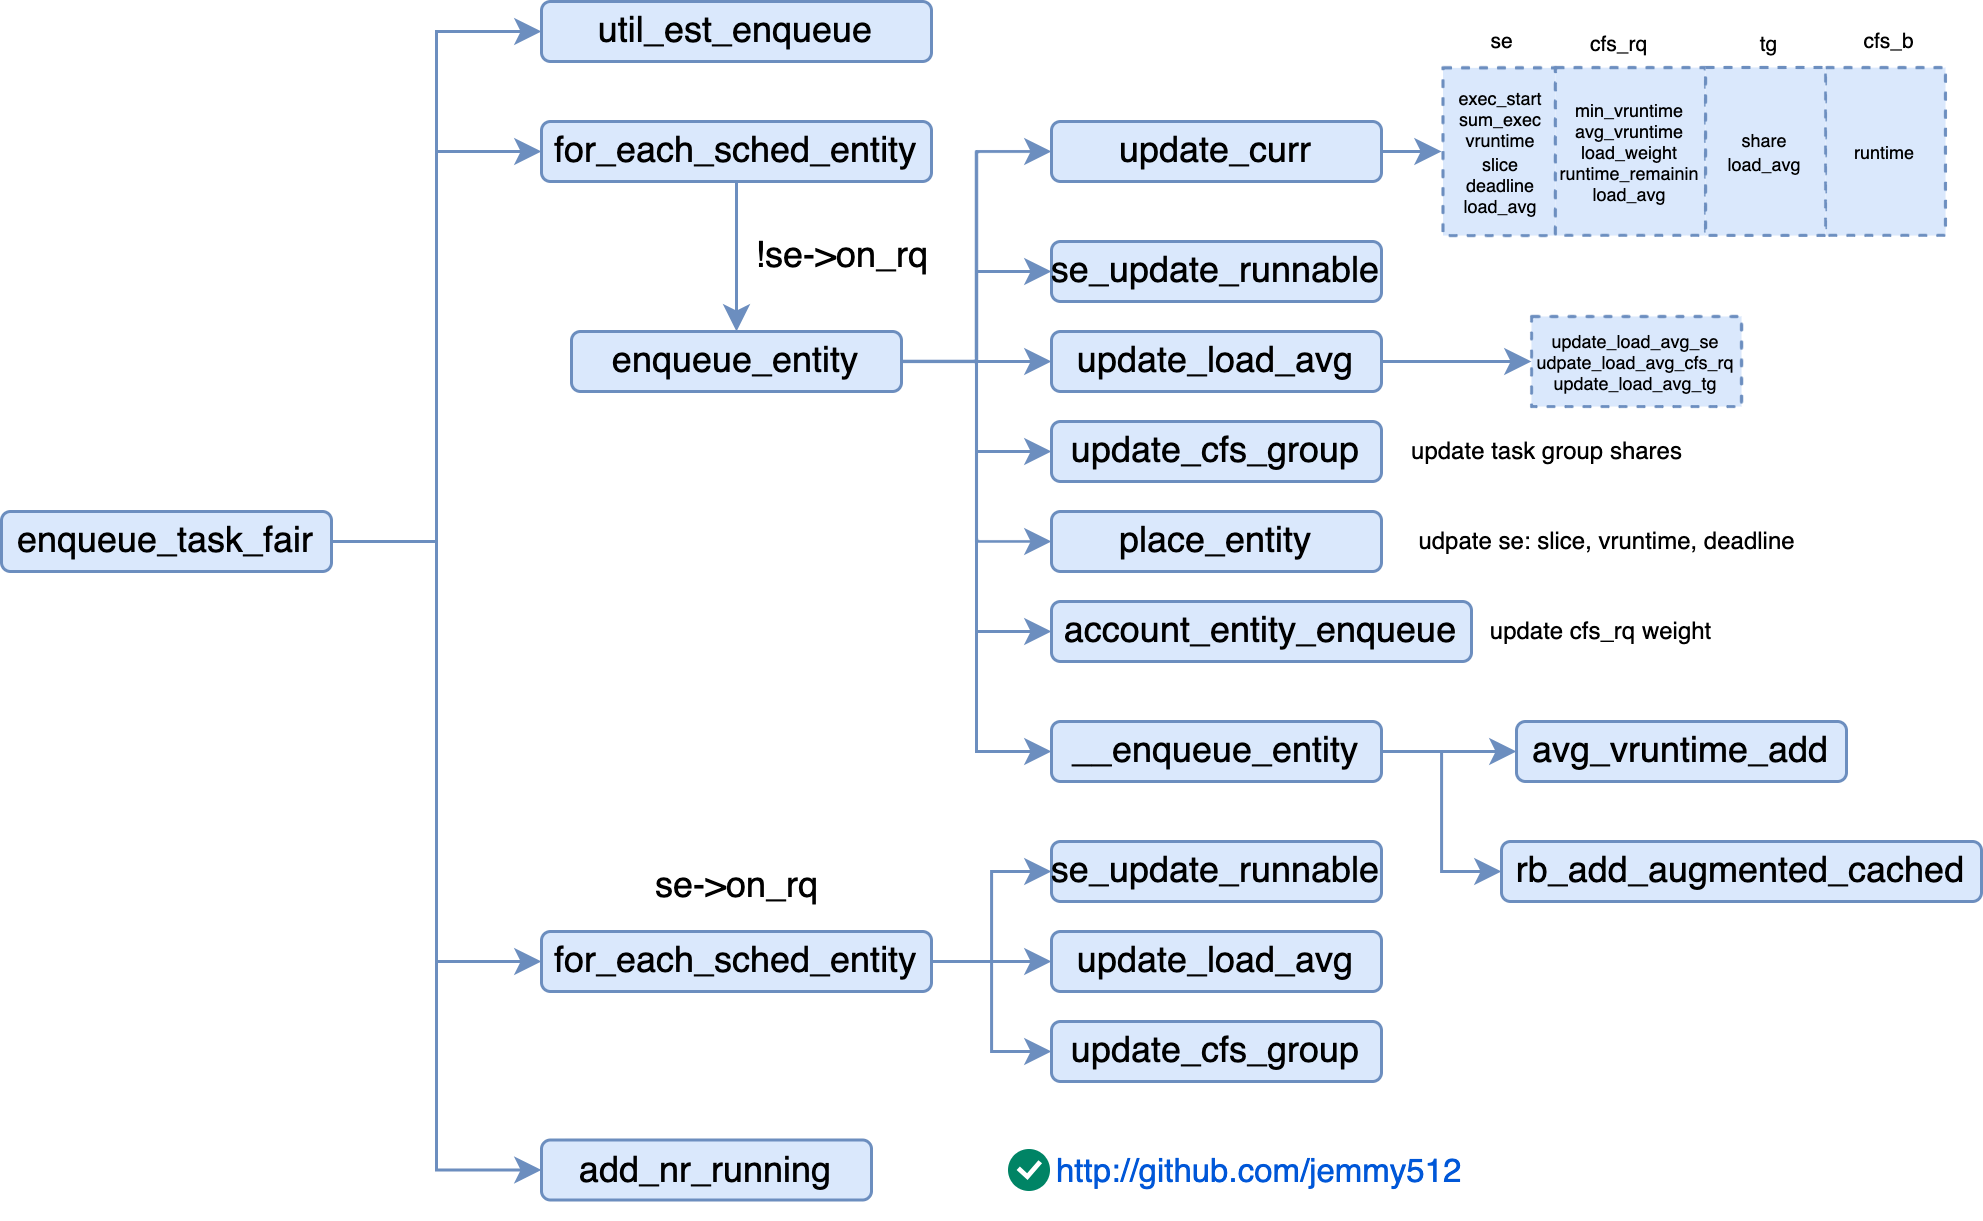 util_est_enqueue
for_each_sched_entity
!se->on_rq
enqueue_entity
enqueue_task_fair
se->on_rq
for_each_sched_entity
add_nr_running
update_curr
se_update_runnable
update_load_avg
update_cfs_group
update task group shares
place_entity
udpate se: slice, vruntime, deadline
account_entity_enqueue
update cfs_rq weight
__enqueue_entity
avg_vruntime_add
rb_add_augmented_cached
se_update_runnable
update_load_avg
update_cfs_group
se
exec_start
sum_exec
vruntime
slice
deadline
load_avg
cfs_rq
min_vruntime
avg_vruntime
load_weight
runtime_remainin
load_avg
tg
share
load_avg
cfs_b
runtime
update_load_avg_se
udpate_load_avg_cfs_rq
update_load_avg_tg
http://github.com/jemmy512